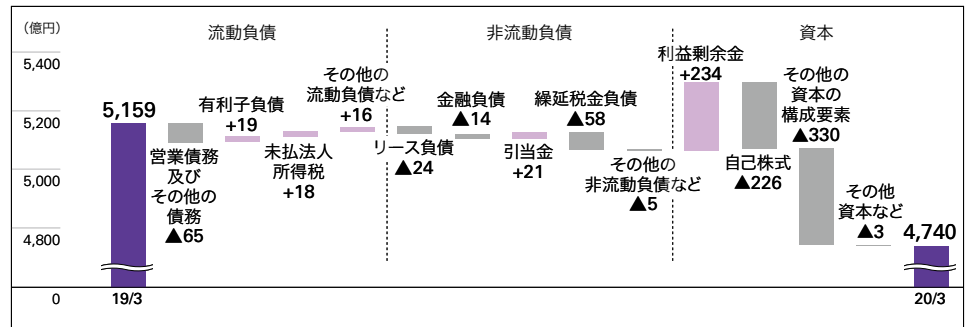 （億円）
流動負債
非流動負債
資本
5,400
5,200
5,000
4,800
0
5,159
19/3
営業債務
及び
その他の
債務
▲65
有利子負債
+19
未払法人
所得税
+18
その他の
流動負債など
+16
リース負債
▲24
金融負債
▲14
引当金
+21
繰延税金負債
▲58
その他の
非流動負債など
▲5
利益剰余金
+234
自己株式
▲226
その他の
資本の
構成要素
▲330
その他
資本など
▲3
4,740
20/3